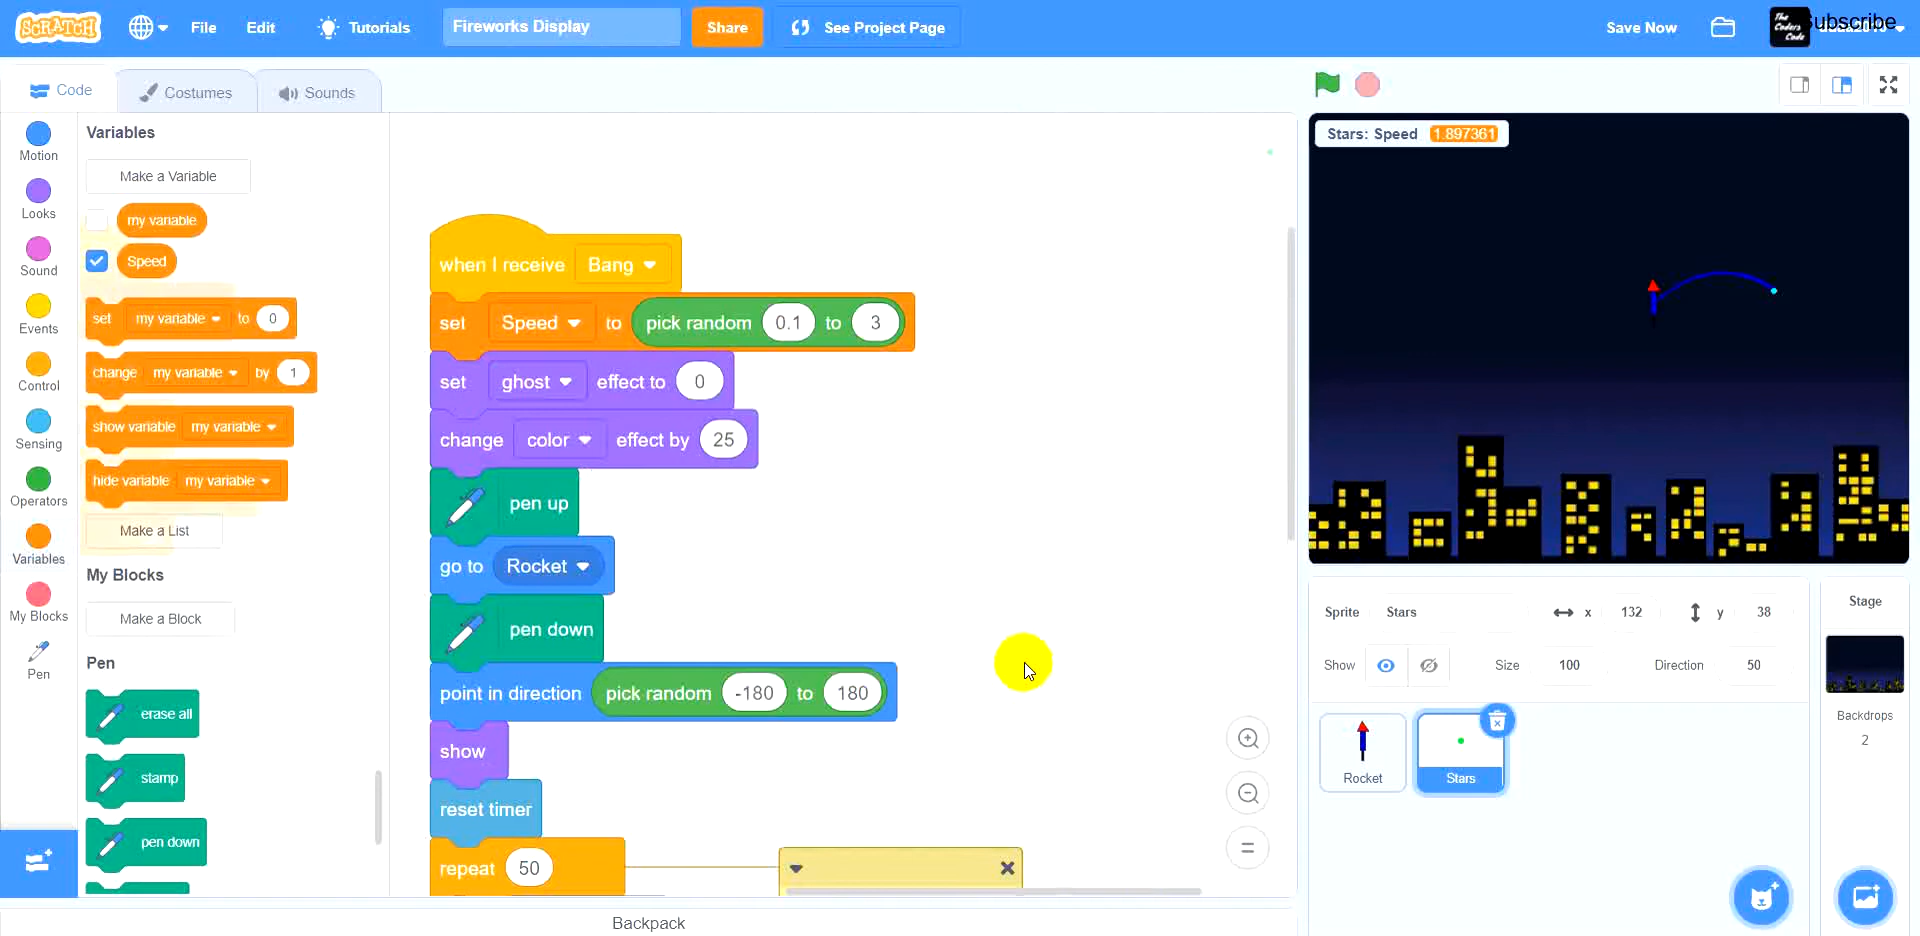 SCRATCH
File
Edit
Tutorials
Fireworks Display
Share
See Project Page
Save Now
The Coders Code
Subscribe
Code
Costumes
Sounds
Motion
Looks
Sound
Events
Control
Sensing
Operators
Variables
My Blocks
Pen
Variables
Make a Variable
my variable
Speed
set my variable to 0
change my variable by 1
show variable my variable
hide variable my variable
Make a List
My Blocks
Make a Block
Pen
erase all
stamp
pen down
when I receive Bang
set Speed to pick random 0.1 to 3
set ghost effect to 0
change color effect by 25
pen up
go to Rocket
pen down
point in direction pick random -180 to 180
show
reset timer
repeat 50
Backpack
Stars: Speed 1.897361
Sprite Stars x 132 y 38
Show Size 100 Direction 50
Rocket
Stars
Stage
Backdrops
2